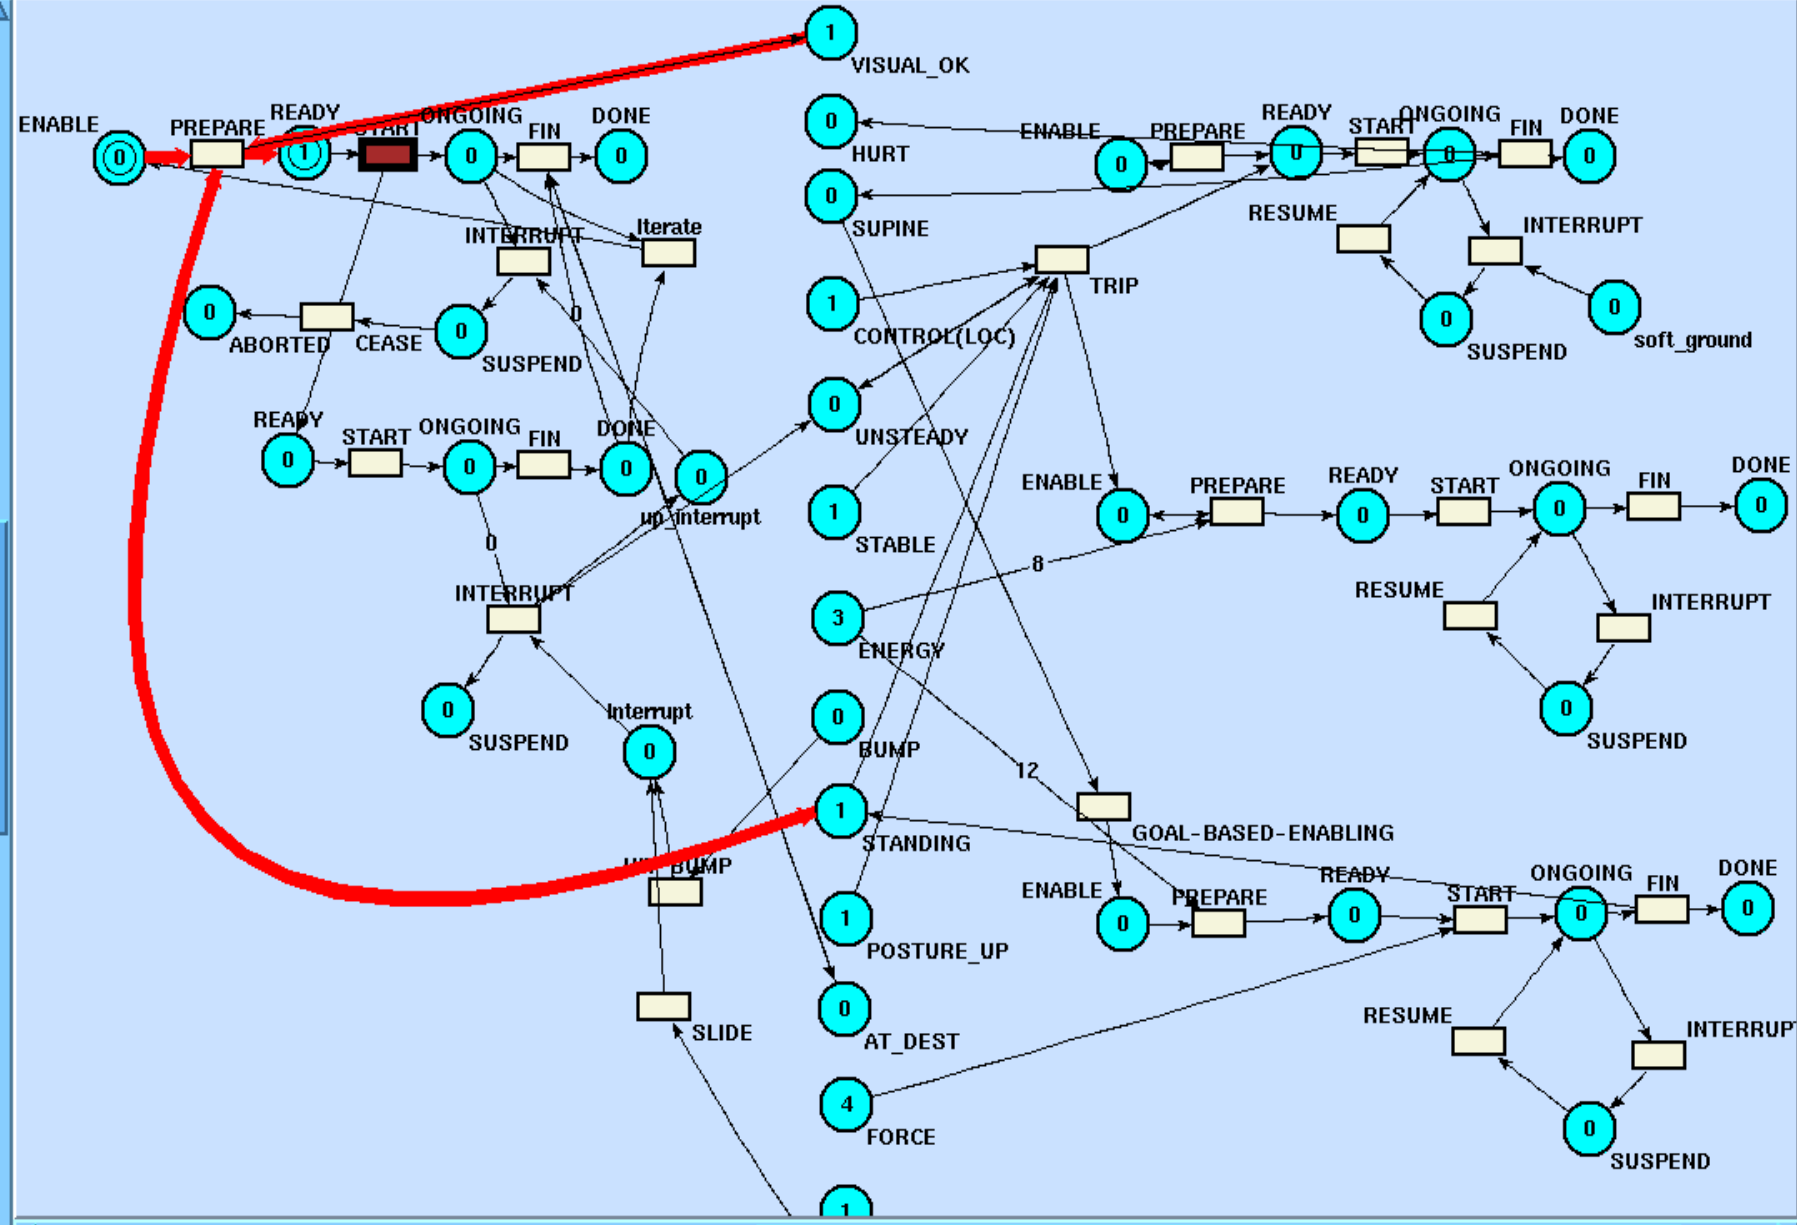 1
VISUAL_OK
ENABLE
0
PREPARE
READY
1
START
ONGOING
0
FIN
DONE
0
0
HURT
ENABLE
0
PREPARE
READY
0
START
ONGOING
0
FIN
DONE
0
0
SUPINE
INTERRUPT
Iterate
RESUME
INTERRUPT
TRIP
0
ABORTED
CEASE
0
SUSPEND
0
1
CONTROL(LOC)
0
SUSPEND
0
soft_ground
READY
0
START
ONGOING
0
FIN
DONE
0
0
up_interrupt
0
UNSTEADY
1
STABLE
ENABLE
0
PREPARE
READY
0
START
ONGOING
0
FIN
DONE
0
0
8
INTERRUPT
3
ENERGY
RESUME
INTERRUPT
0
SUSPEND
Interrupt
0
0
BUMP
0
SUSPEND
12
1
STANDING
GOAL-BASED-ENABLING
BUMP
ENABLE
0
PREPARE
READY
0
START
ONGOING
0
FIN
DONE
0
1
POSTURE_UP
SLIDE
0
AT_DEST
RESUME
INTERRUPT
4
FORCE
0
SUSPEND
1